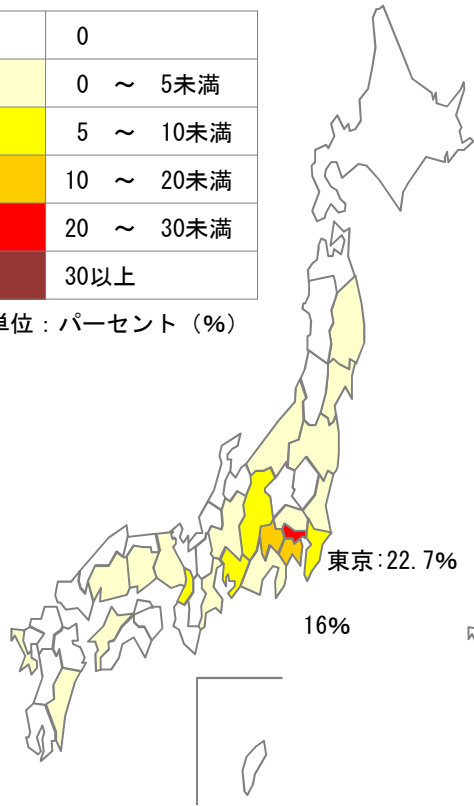 0
0 ～ 5未満
5 ～ 10未満
10 ～ 20未満
20 ～ 30未満
30以上
単位：パーセント（%）
東京：22.7%
16%